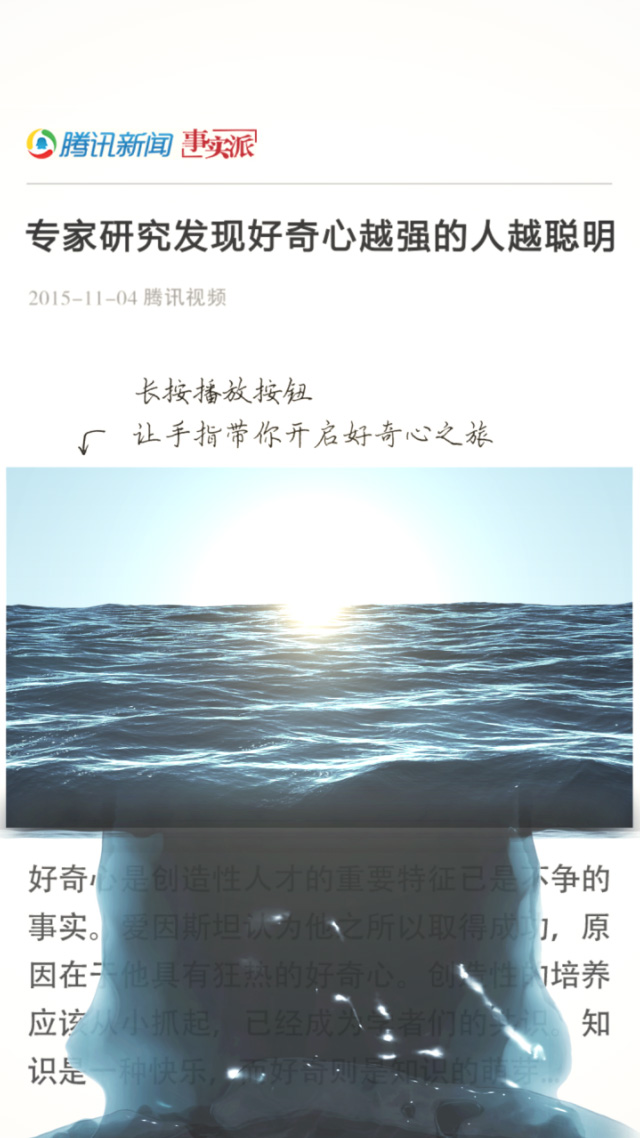 腾讯新闻 事实派
专家研究发现好奇心越强的人越聪明
2015-11-04 腾讯视频
长按播放按钮
让手指带你开启好奇心之旅
好奇心是创造性人才的重要特征已是不争的
事实。爱因斯坦认为他之所以取得成功，原
因在于他具有狂热的好奇心。创造性的培养
应该从小抓起，已经成为学者们的共识。知
识是一种快乐，而好奇则是知识的萌芽...